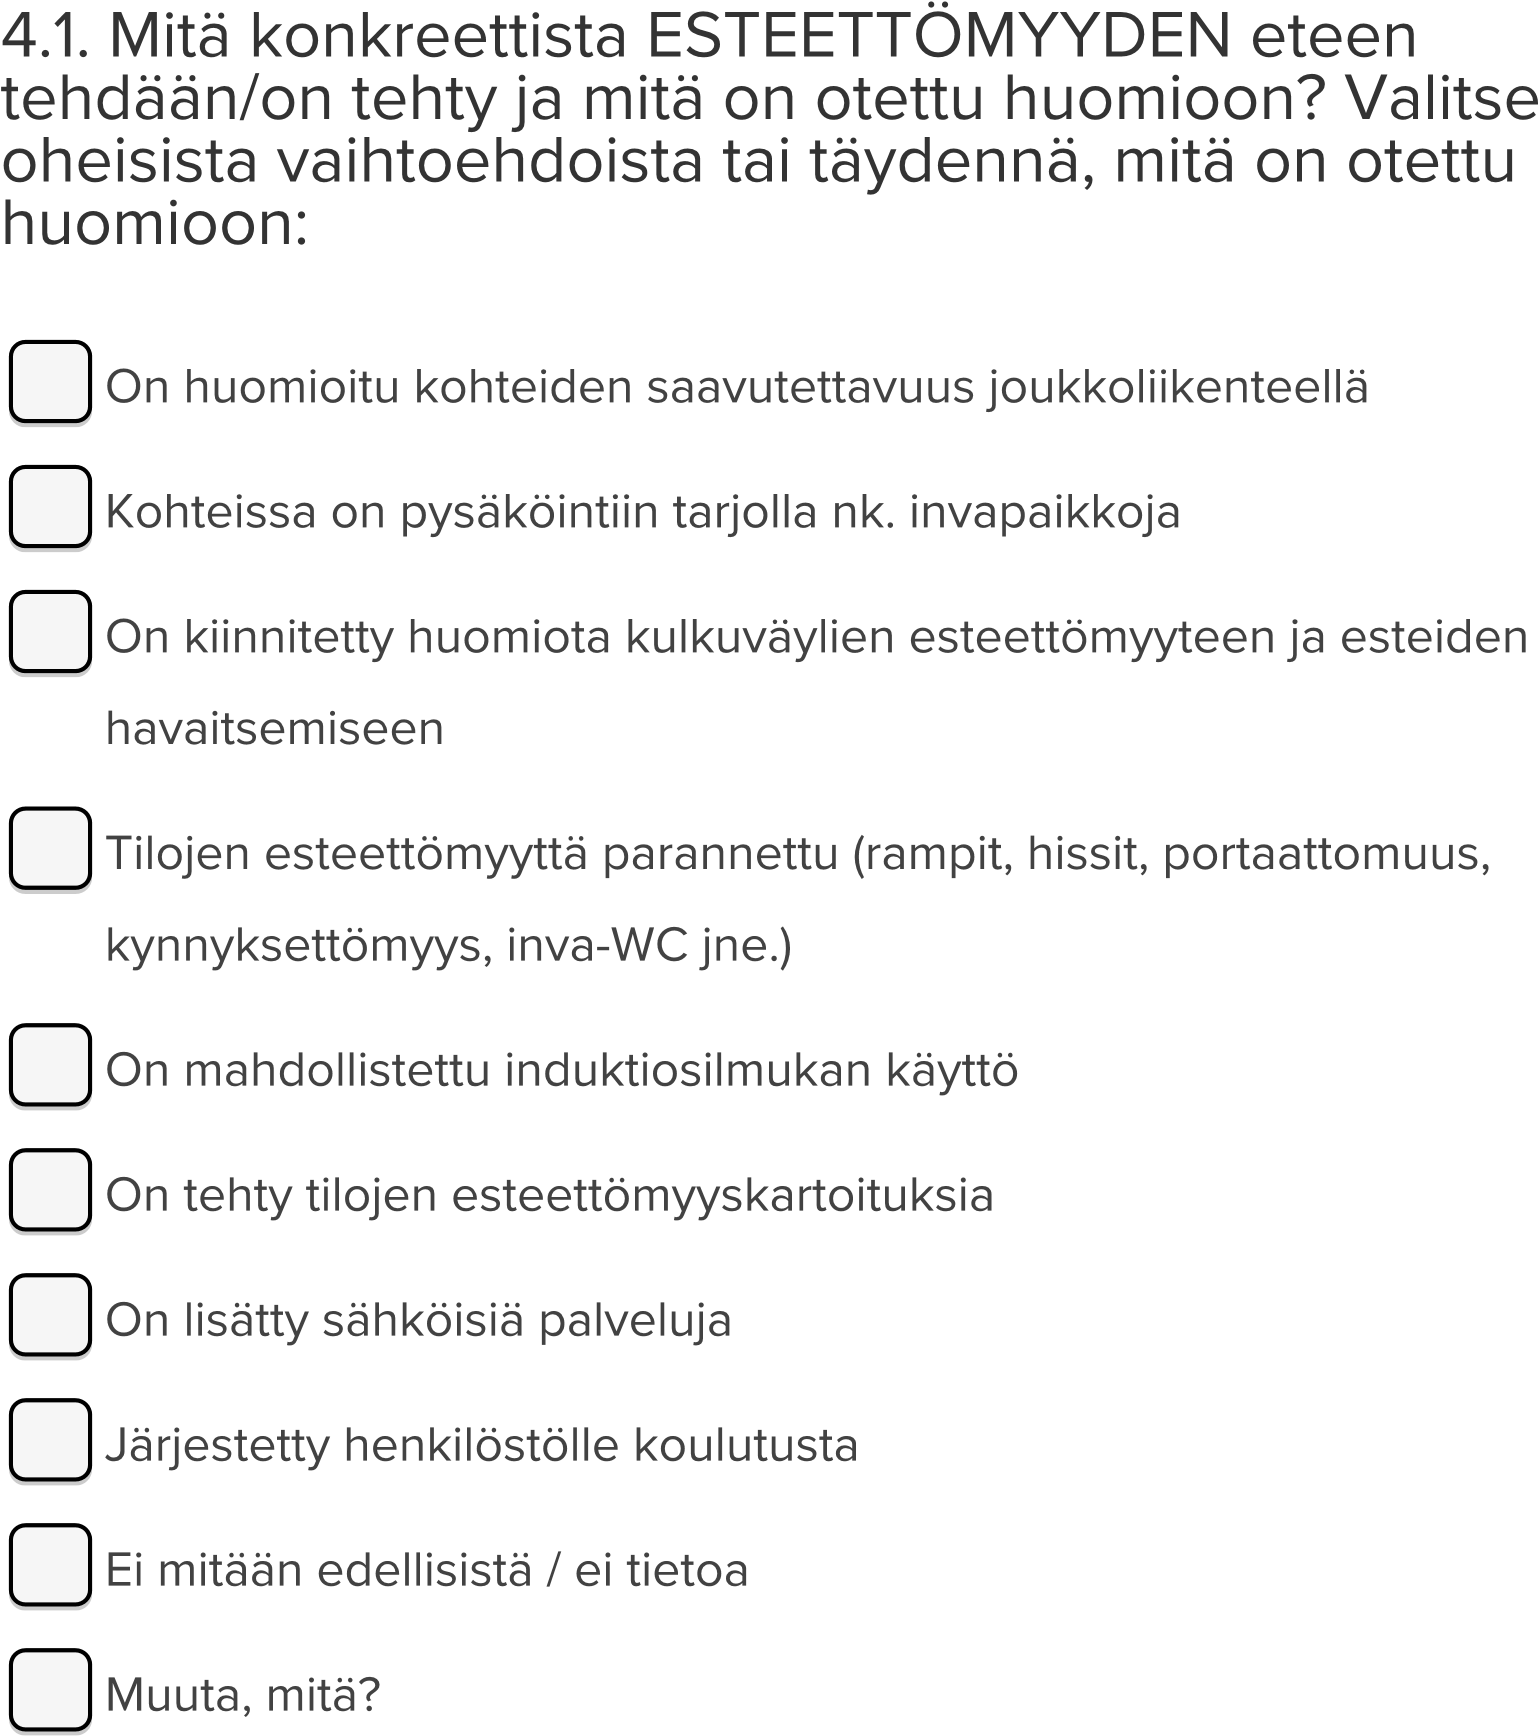 4.1. Mitä konkreettista ESTEETTÖMYYDEN eteen
tehdään/on tehty ja mitä on otettu huomioon? Valitse
oheisista vaihtoehdoista tai täydennä, mitä on otettu
huomioon:
On huomioitu kohteiden saavutettavuus joukkoliikenteellä
Kohteissa on pysäköintiin tarjolla nk. invapaikkoja
On kiinnitetty huomiota kulkuväylien esteettömyyteen ja esteiden
havaitsemiseen
Tilojen esteettömyyttä parannettu (rampit, hissit, portaattomuus,
kynnyksettömyys, inva-WC jne.)
On mahdollistettu induktiosilmukan käyttö
On tehty tilojen esteettömyyskartoituksia
On lisätty sähköisiä palveluja
Järjestetty henkilöstölle koulutusta
Ei mitään edellisistä / ei tietoa
Muuta, mitä?